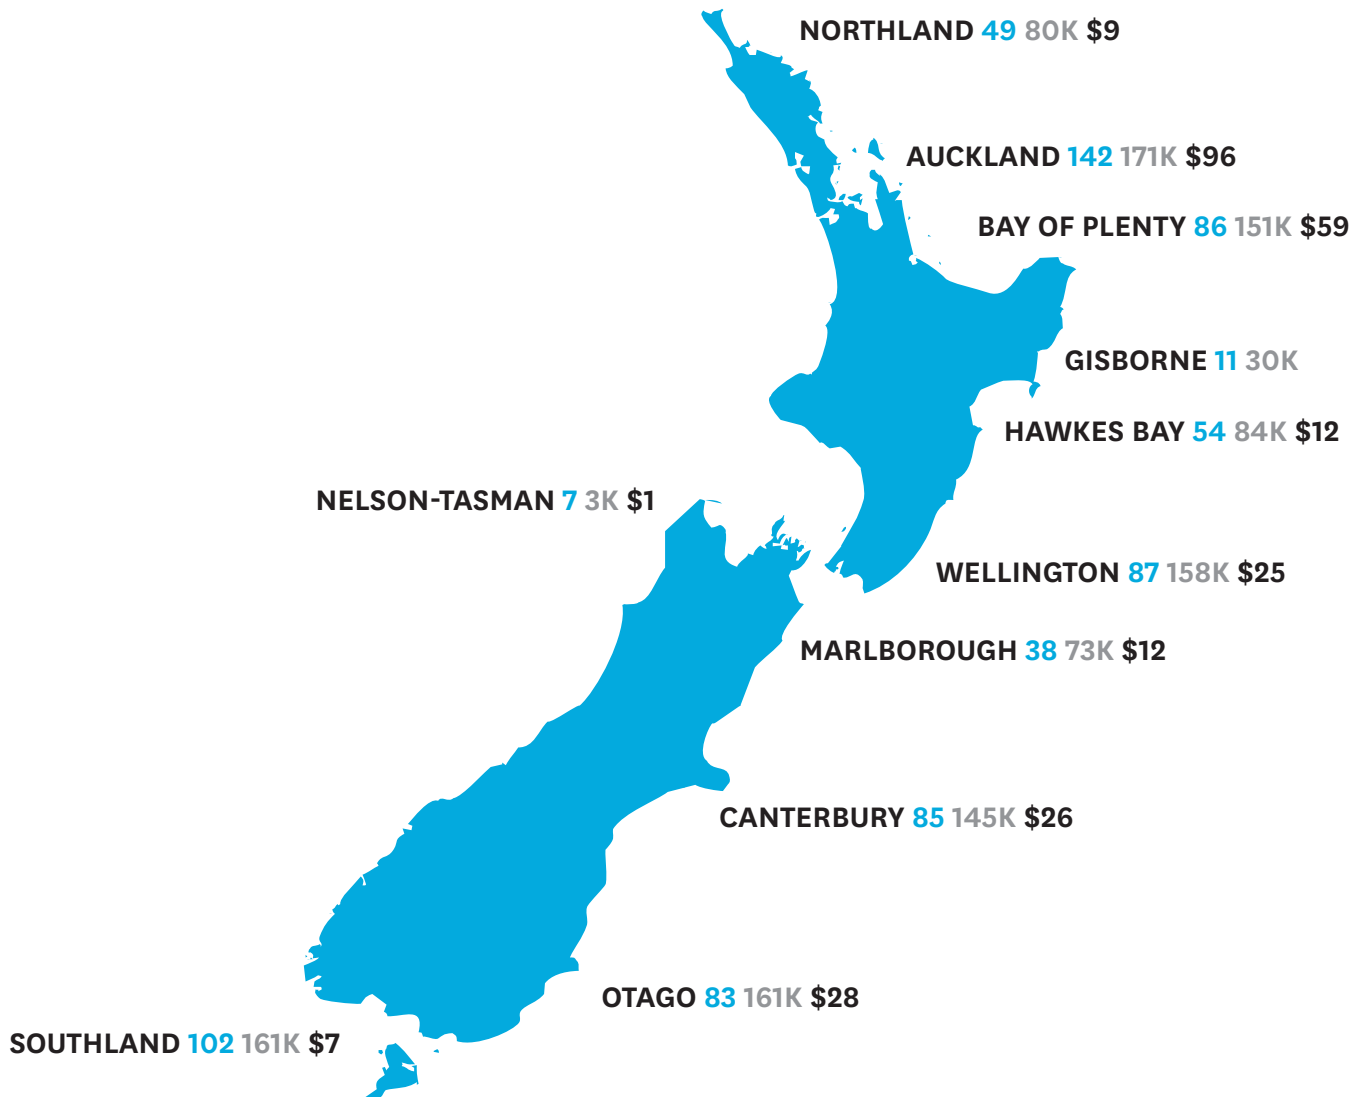 NORTHLAND 49 80K $9
AUCKLAND 142 171K $96
BAY OF PLENTY 86 151K $59
GISBORNE 11 30K
HAWKES BAY 54 84K $12
NELSON-TASMAN 7 3K $1
WELLINGTON 87 158K $25
MARLBOROUGH 38 73K $12
CANTERBURY 85 145K $26
OTAGO 83 161K $28
SOUTHLAND 102 161K $7